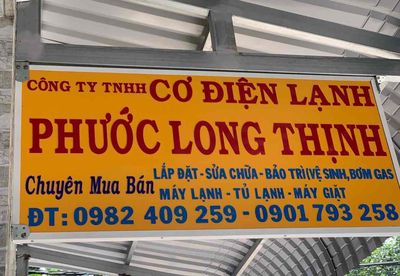 CÔNG TY TNHH CƠ ĐIỆN LẠNH
PHƯỚC LONG THỊNH
Chuyên Mua Bán LẮP ĐẶT - SỬA CHỮA - BẢO TRÌ(VỆ SINH,BƠM GAS
MÁY LẠNH - TỦ LẠNH - MÁY GIẶT
ĐT: 0982 409 259 - 0901 793 258